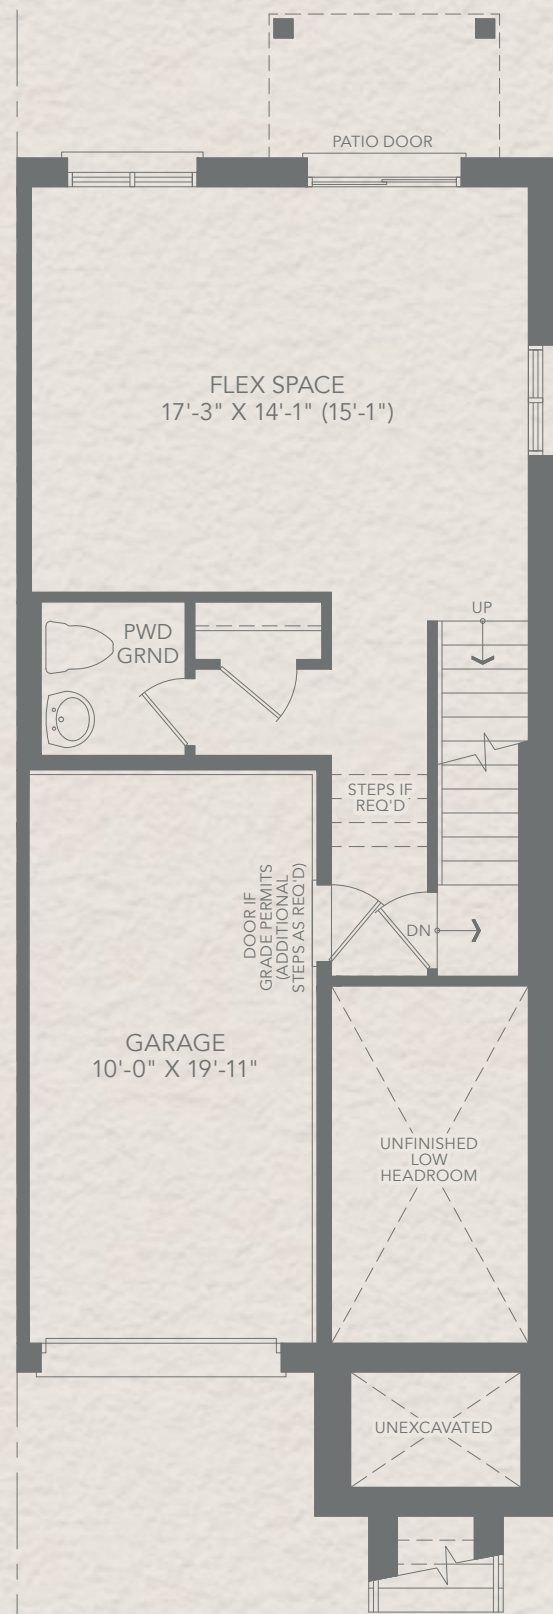 PATIO DOOR
FLEX SPACE
17'-3" X 14'-1" (15'-1")
UP
PWD
GRND
STEPS IF
REQ'D
DOOR IF
GRADE PERMITS
(ADDITIONAL
STEPS AS REQ'D)
DN
GARAGE
10'-0" X 19'-11"
UNFINISHED
LOW
HEADROOM
UNEXCAVATED